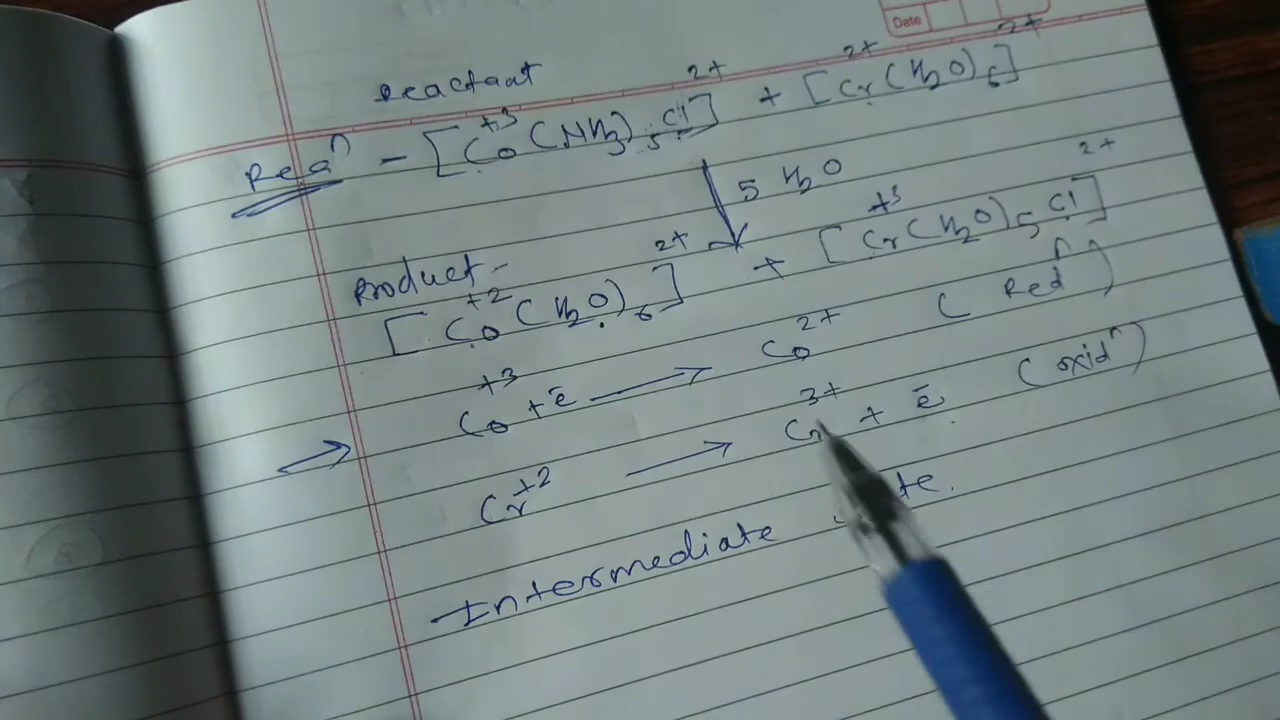 Date
reactant
Reaⁿ - [Co⁺³(NH₃)₅Cl]²⁺ + [Cr²⁺(H₂O)₆]²⁺
5 H₂O
Product -
[Co⁺²(H₂O)₆]²⁺ + [Cr⁺³(H₂O)₅Cl]²⁺
Co⁺³ + ē ⟶ Co²⁺ (Redⁿ)
⇒ Cr⁺² ⟶ Cr³⁺ + ē (oxidⁿ)
Intermediate